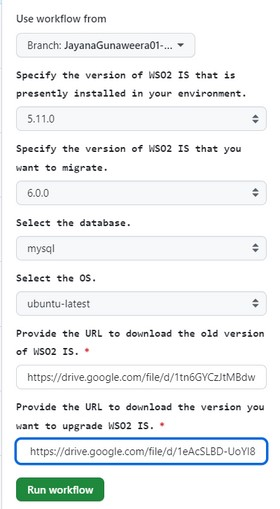 Use workflow from
Branch: JayanaGunaweera01-...
Specify the version of WSO2 IS that is
presently installed in your environment.
5.11.0
Specify the version of WSO2 IS that you
want to migrate.
6.0.0
Select the database.
mysql
Select the OS.
ubuntu-latest
Provide the URL to download the old version
of WSO2 IS. *
https://drive.google.com/file/d/1tn6GYCzJtMBdw
Provide the URL to download the version
you want to upgrade WSO2 IS. *
https://drive.google.com/file/d/1eAcSLBD-UoYI8
Run workflow